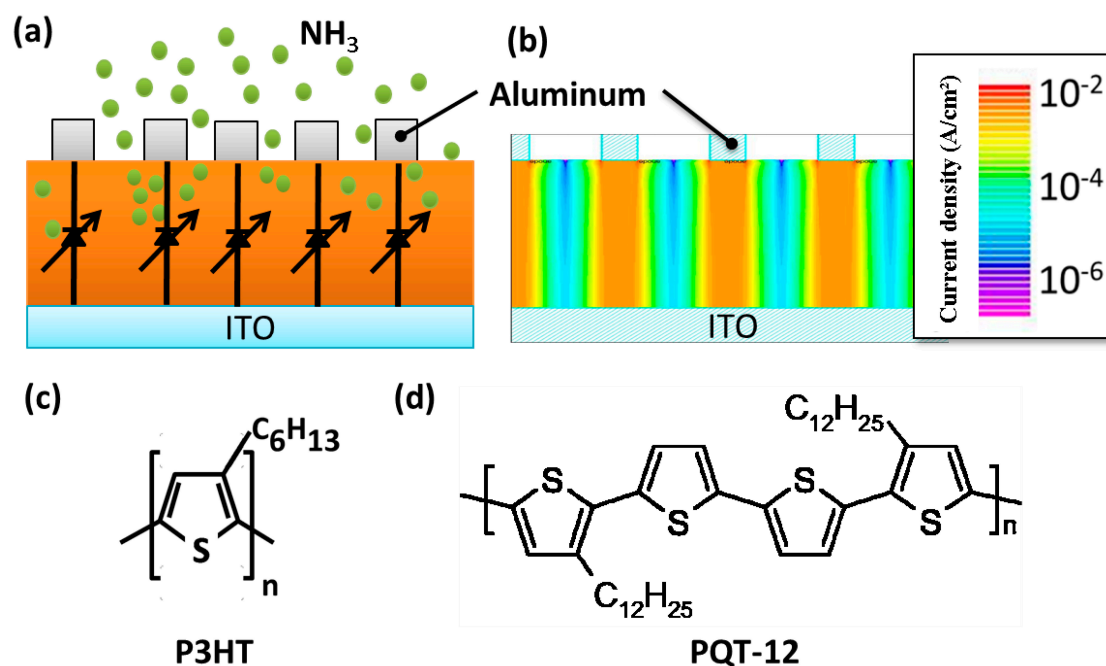 (a)
NH3
Aluminum
ITO
(b)
ITO
Current density (A/cm²)
10⁻²
10⁻⁴
10⁻⁶
(c)
C6H13
S
n
P3HT
(d)
C12H25
S
S
S
S
n
C12H25
PQT-12